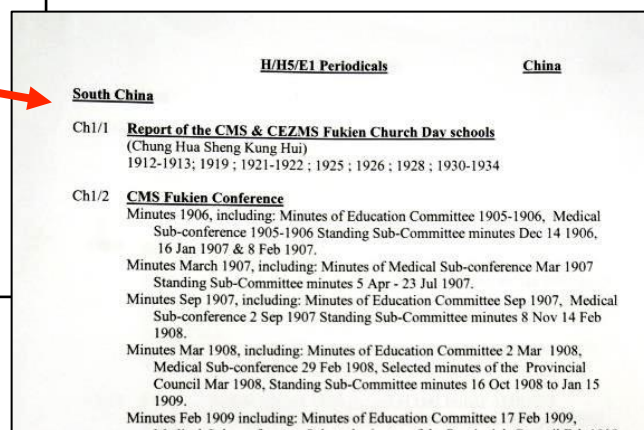 H/H5/E1 Periodicals China
South China
Ch1/1 Report of the CMS & CEZMS Fukien Church Day schools
(Chung Hua Sheng Kung Hui)
1912-1913; 1919 ; 1921-1922 ; 1925 ; 1926 ; 1928 ; 1930-1934
Ch1/2 CMS Fukien Conference
Minutes 1906, including: Minutes of Education Committee 1905-1906, Medical
Sub-conference 1905-1906 Standing Sub-Committee minutes Dec 14 1906,
16 Jan 1907 & 8 Feb 1907.
Minutes March 1907, including: Minutes of Medical Sub-conference Mar 1907
Standing Sub-Committee minutes 5 Apr - 23 Jul 1907.
Minutes Sep 1907, including: Minutes of Education Committee Sep 1907, Medical
Sub-conference 2 Sep 1907 Standing Sub-Committee minutes 8 Nov 14 Feb
1908.
Minutes Mar 1908, including: Minutes of Education Committee 2 Mar 1908,
Medical Sub-conference 29 Feb 1908, Selected minutes of the Provincial
Council Mar 1908, Standing Sub-Committee minutes 16 Oct 1908 to Jan 15
1909.
Minutes Feb 1909 including: Minutes of Education Committee 17 Feb 1909,